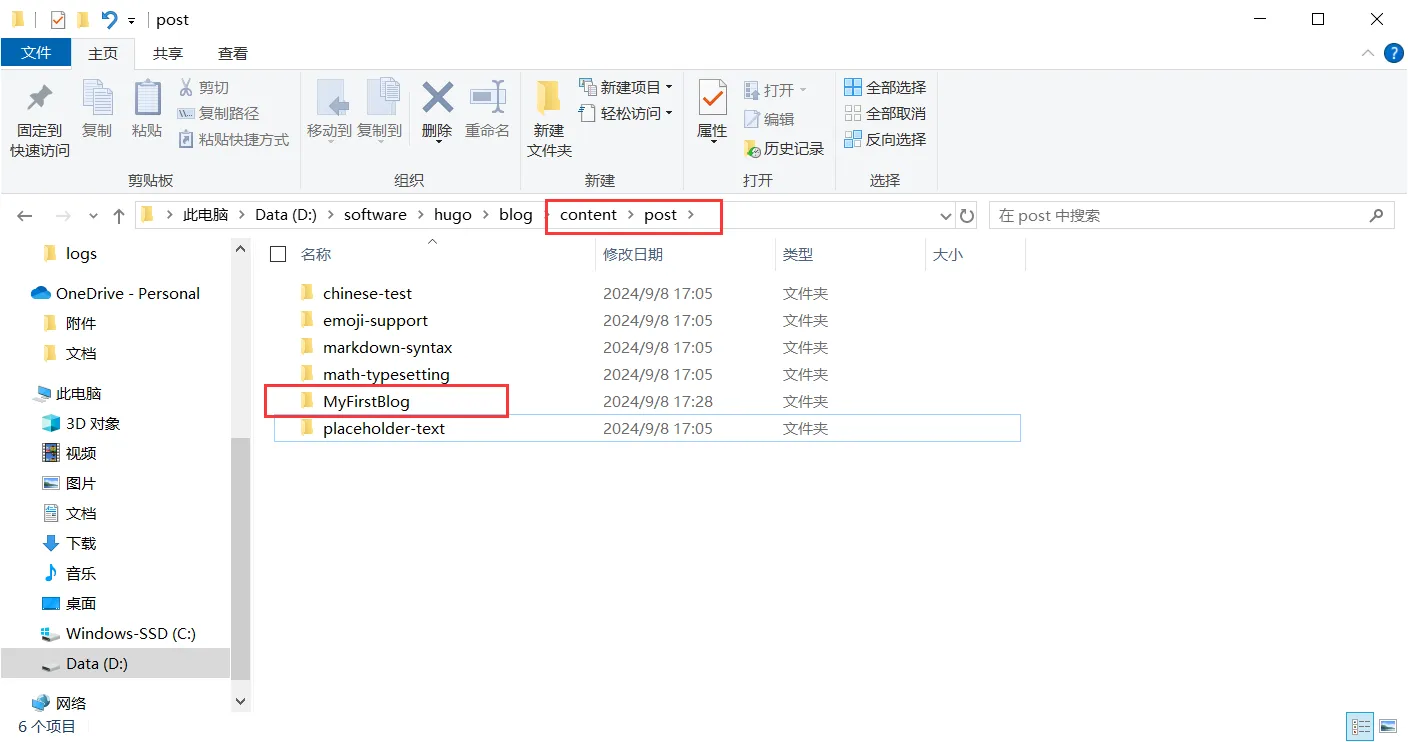 post
文件 主页 共享 查看
固定到快速访问 复制 粘贴 剪切 复制路径 粘贴快捷方式 移动到 复制到 删除 重命名 新建文件夹 新建项目 轻松访问 属性 打开 编辑 历史记录 全部选择 全部取消 反向选择
剪贴板 组织 新建 打开 选择
此电脑 Data (D:) software hugo blog content post 在 post 中搜索
名称 修改日期 类型 大小
chinese-test 2024/9/8 17:05 文件夹
emoji-support 2024/9/8 17:05 文件夹
markdown-syntax 2024/9/8 17:05 文件夹
math-typesetting 2024/9/8 17:05 文件夹
MyFirstBlog 2024/9/8 17:28 文件夹
placeholder-text 2024/9/8 17:05 文件夹
logs
OneDrive - Personal
附件
文档
此电脑
3D 对象
视频
图片
文档
下载
音乐
桌面
Windows-SSD (C:)
Data (D:)
网络
6 个项目